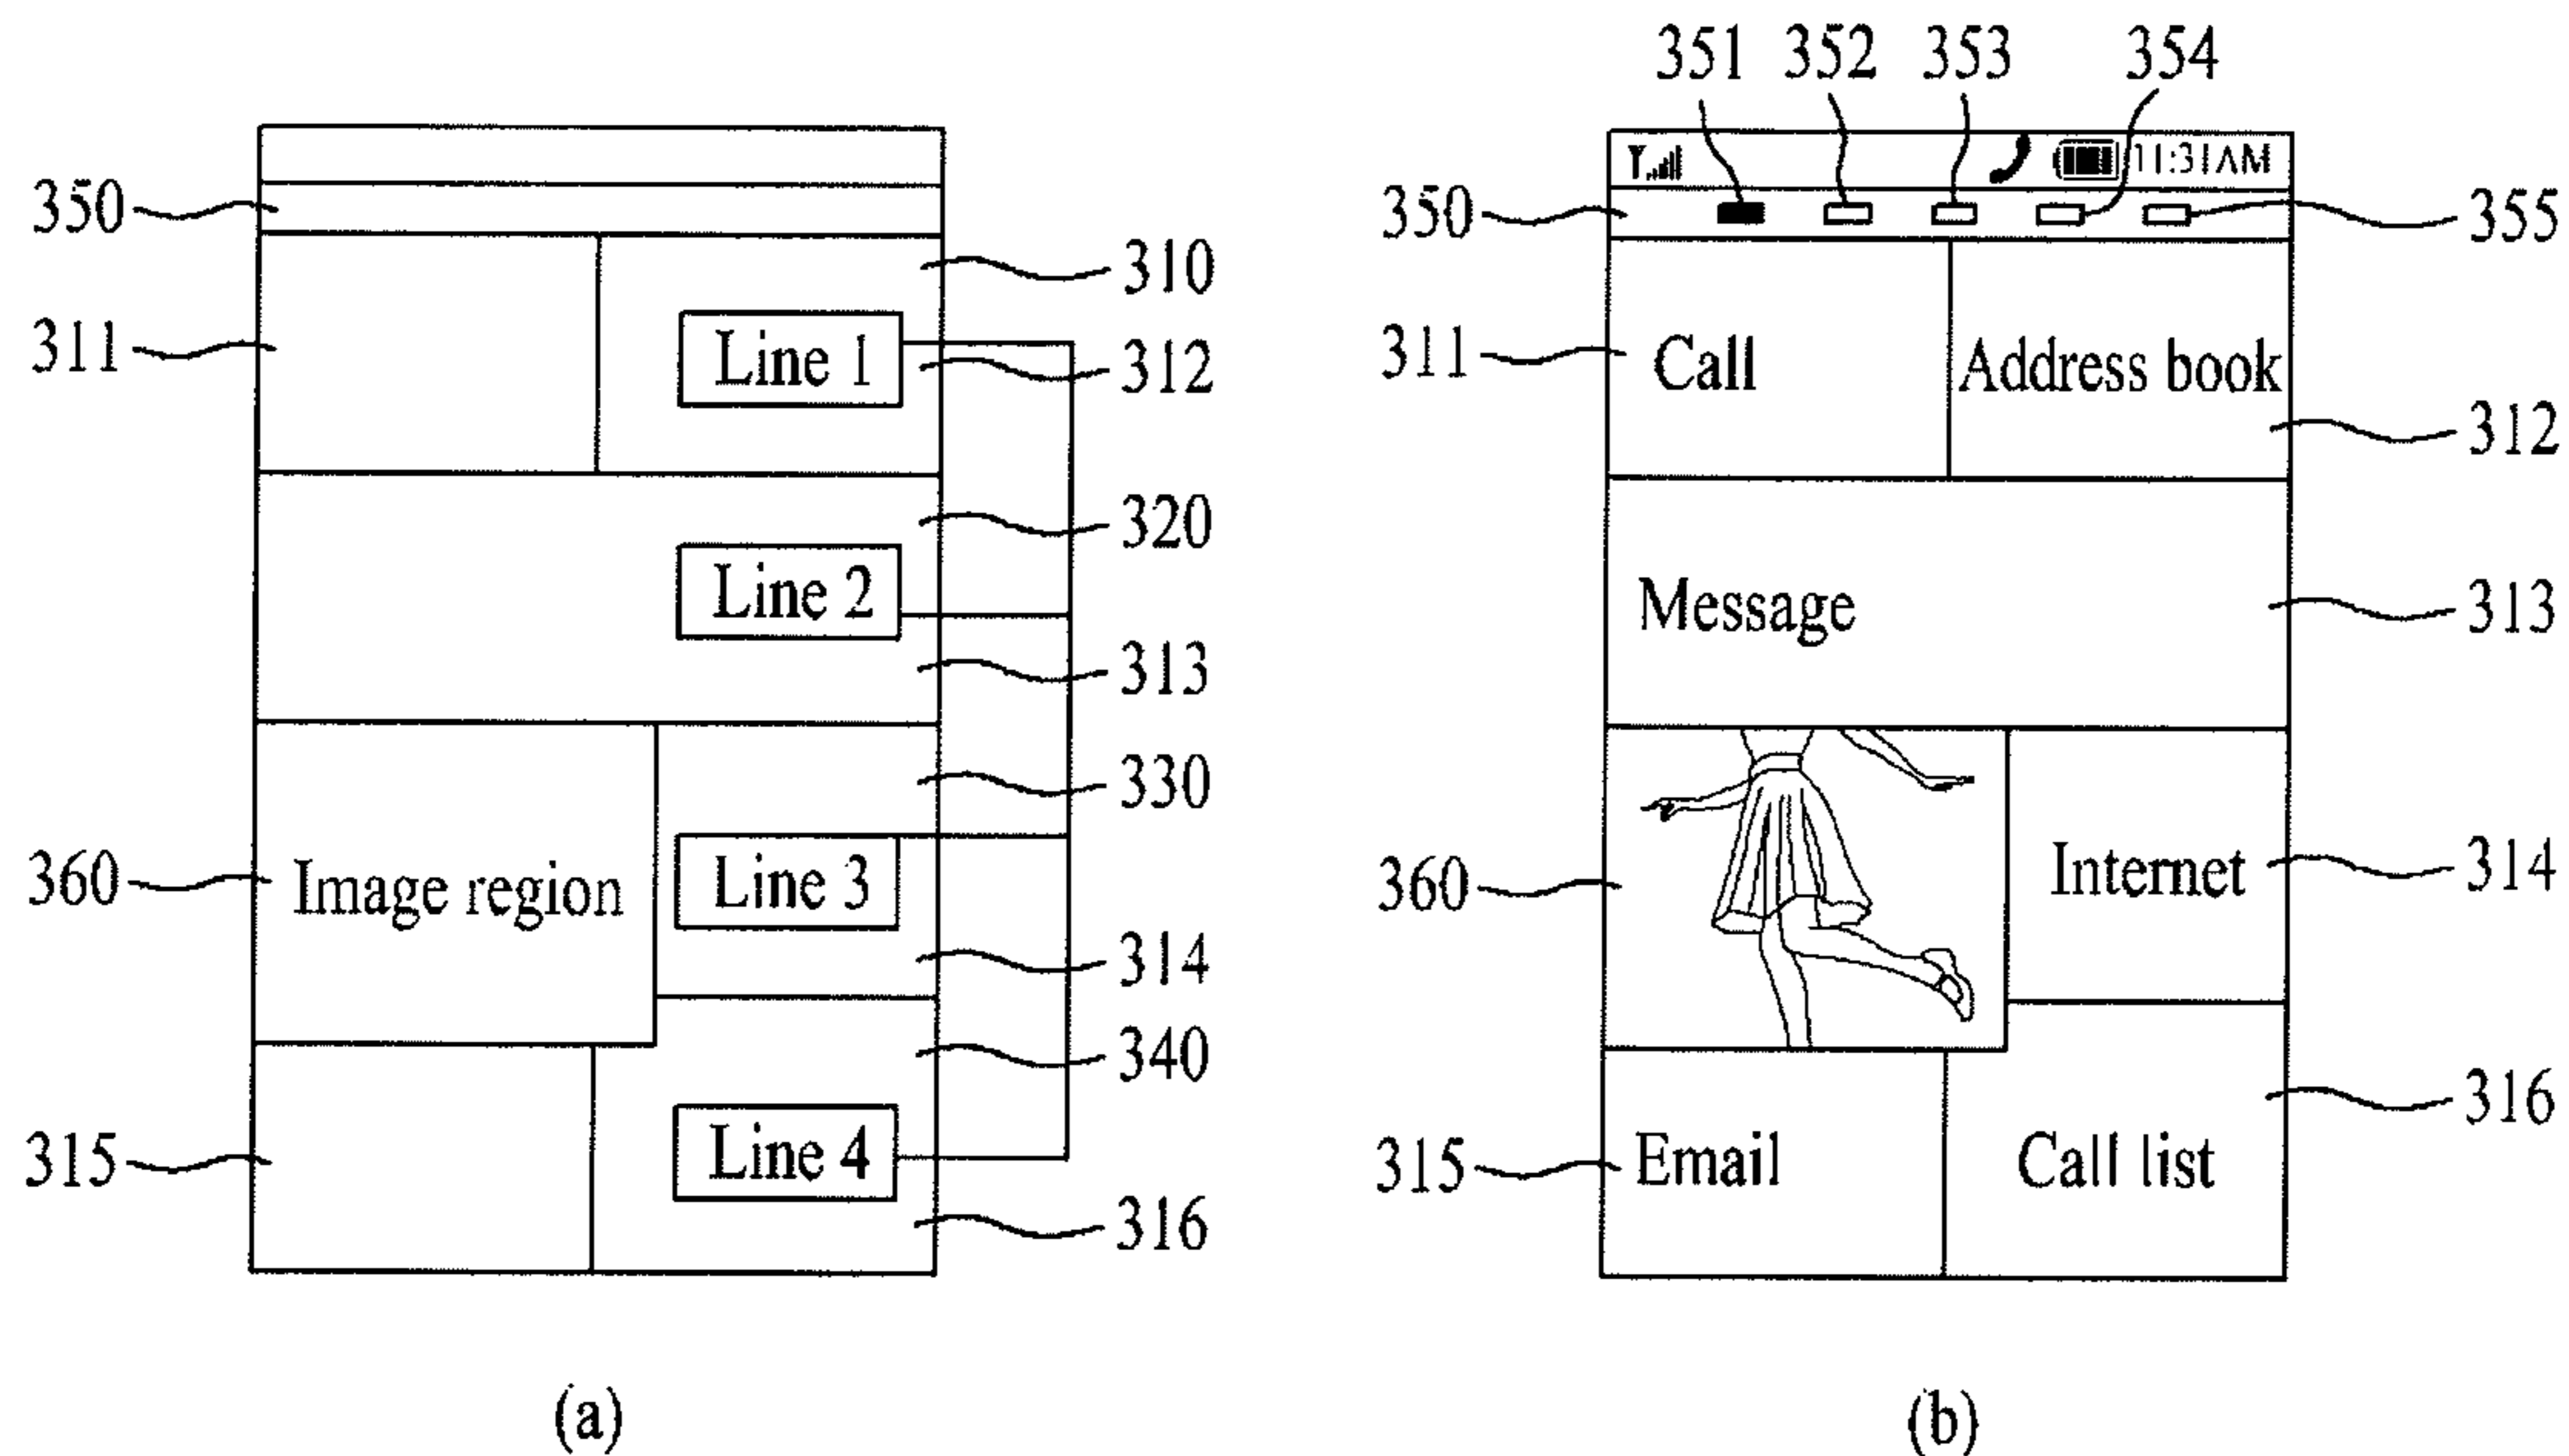 350
311
360
315
Line 1
Line 2
Image region
Line 3
Line 4
310
312
320
313
330
314
340
316
(a)
351 352 353 354
11:31AM
350
355
311
Call
Address book
312
Message
313
360
Internet
314
316
315
Email
Call list
(b)